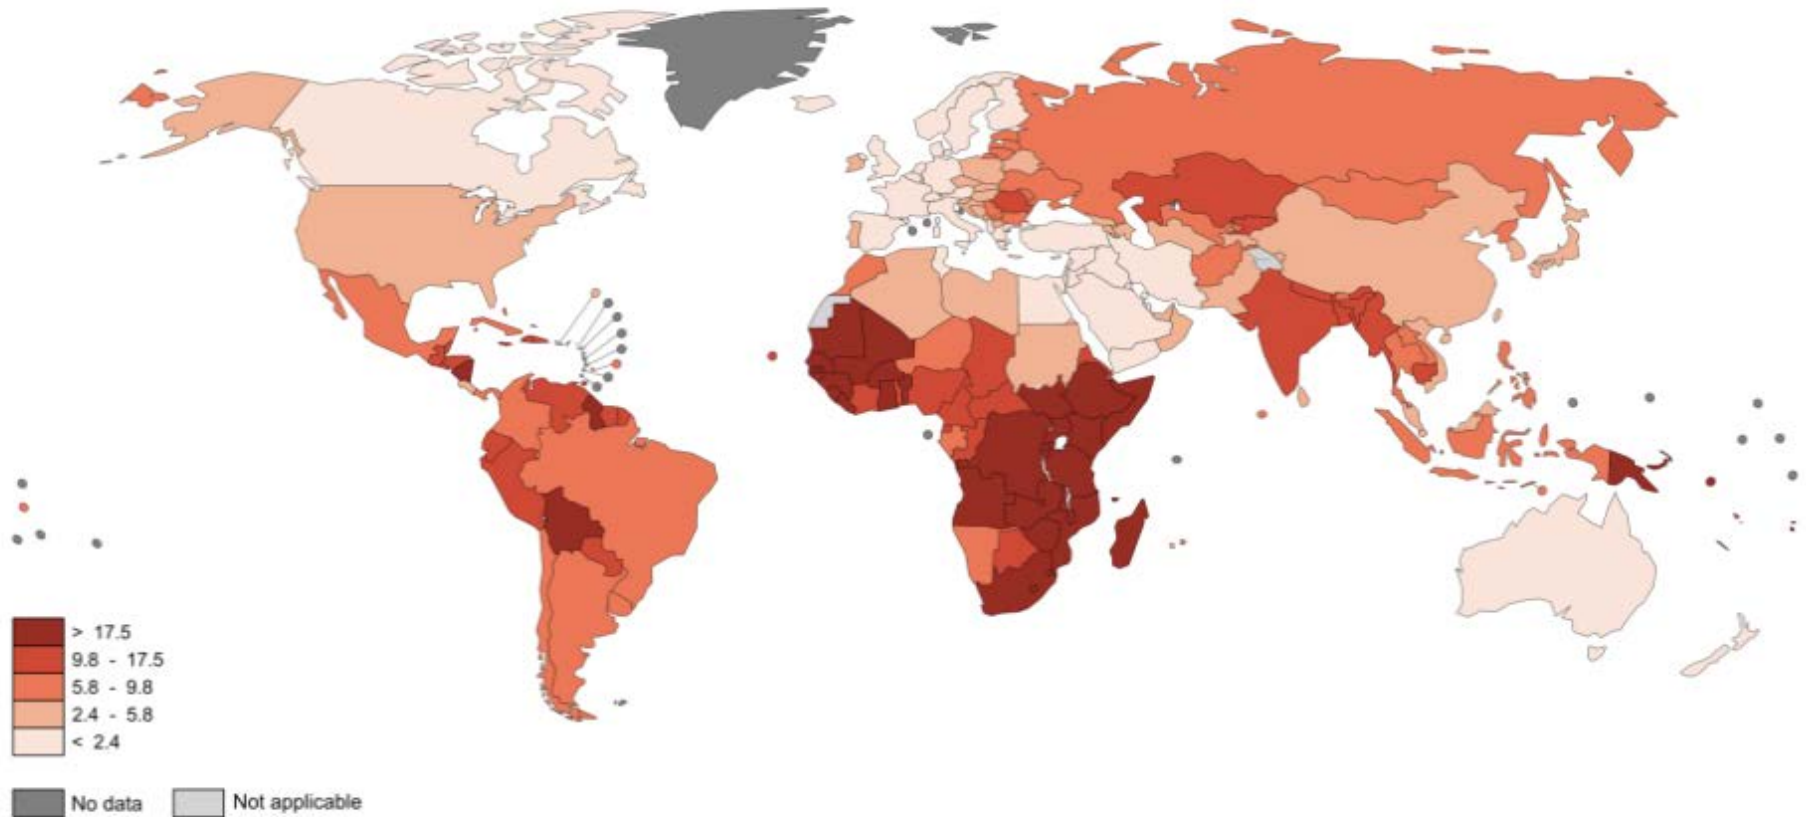 > 17.5
9.8 - 17.5
5.8 - 9.8
2.4 - 5.8
< 2.4
No data
Not applicable